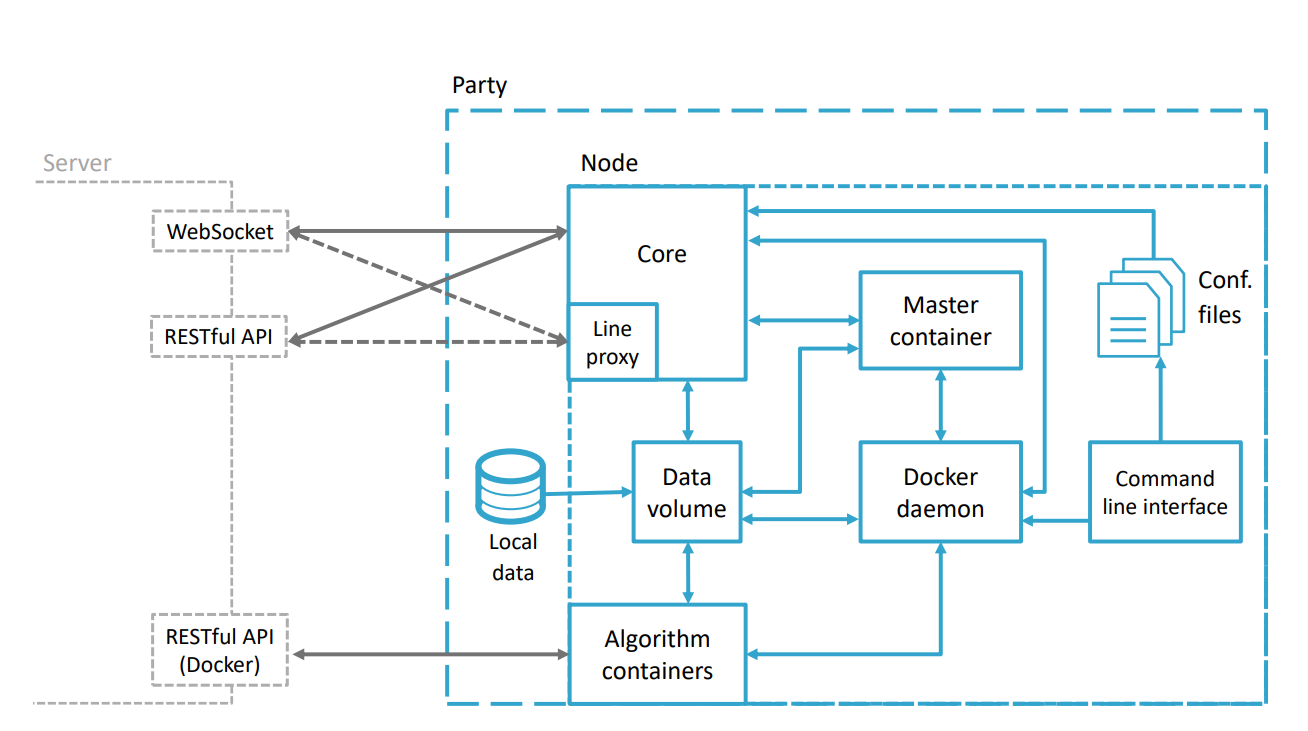 Party
Server
Node
WebSocket
Core
Conf.
files
Master
container
RESTful API
Line
proxy
Data
volume
Docker
daemon
Command
line interface
Local
data
RESTful API
(Docker)
Algorithm
containers